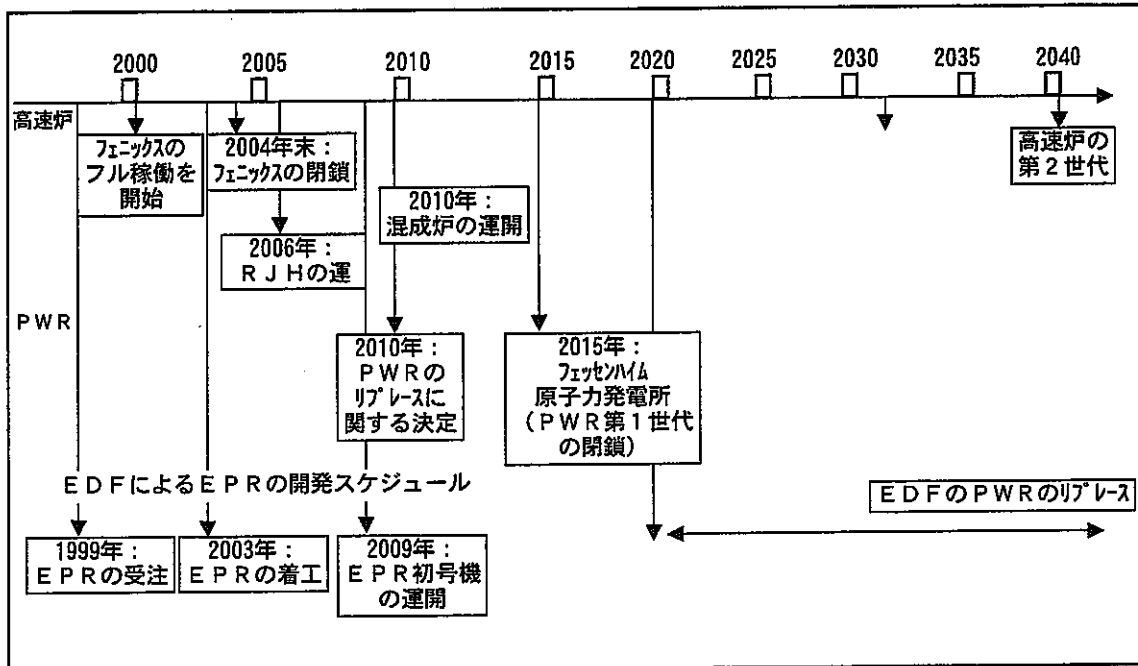 2000 2005 2010 2015 2020 2025 2030 2035 2040
高速炉
フェニックスの
フル稼働を
開始
2004年末：
フェニックスの閉鎖
2006年：
ＲＪＨの運
2010年：
混成炉の運開
高速炉の
第２世代
ＰＷＲ
2010年：
ＰＷＲの
リプレースに
関する決定
2015年：
フェッセンハイム
原子力発電所
（ＰＷＲ第１世代
の閉鎖）
ＥＤＦによるＥＰＲの開発スケジュール
ＥＤＦのＰＷＲのリプレース
1999年：
ＥＰＲの受注
2003年：
ＥＰＲの着工
2009年：
ＥＰＲ初号機
の運開